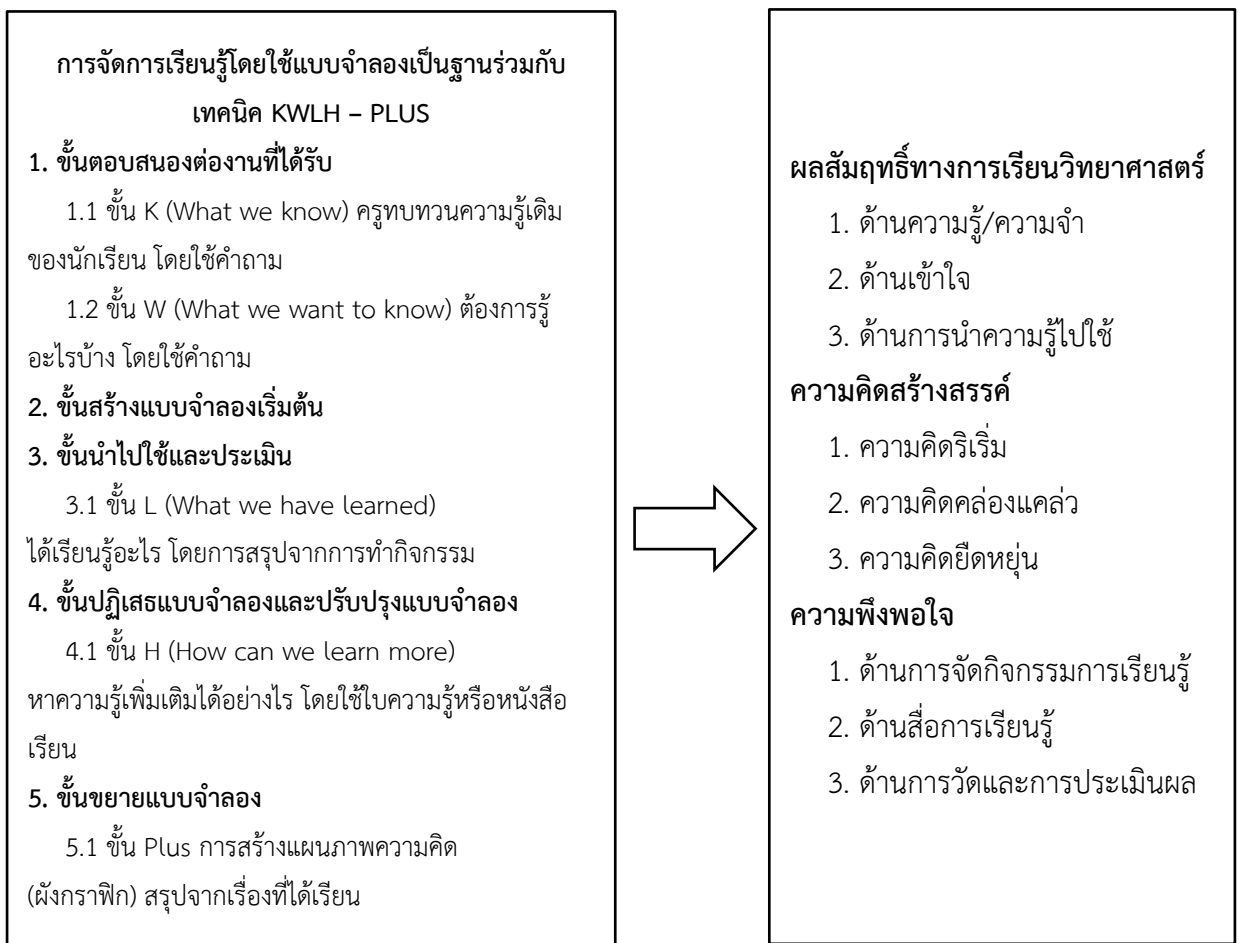 การจัดการเรียนรู้โดยใช้แบบจำลองเป็นฐานร่วมกับ
เทคนิค KWLH – PLUS
1. ขั้นตอบสนองต่องานที่ได้รับ
1.1 ขั้น K (What we know) ครูทบทวนความรู้เดิม
ของนักเรียน โดยใช้คำถาม
1.2 ขั้น W (What we want to know) ต้องการรู้
อะไรบ้าง โดยใช้คำถาม
2. ขั้นสร้างแบบจำลองเริ่มต้น
3. ขั้นนำไปใช้และประเมิน
3.1 ขั้น L (What we have learned)
ได้เรียนรู้อะไร โดยการสรุปจากการทำกิจกรรม
4. ขั้นปฏิเสธแบบจำลองและปรับปรุงแบบจำลอง
4.1 ขั้น H (How can we learn more)
หาความรู้เพิ่มเติมได้อย่างไร โดยใช้ใบความรู้หรือหนังสือ
เรียน
5. ขั้นขยายแบบจำลอง
5.1 ขั้น Plus การสร้างแผนภาพความคิด
(ผังกราฟิก) สรุปจากเรื่องที่ได้เรียน
ผลสัมฤทธิ์ทางการเรียนวิทยาศาสตร์
1. ด้านความรู้/ความจำ
2. ด้านเข้าใจ
3. ด้านการนำความรู้ไปใช้
ความคิดสร้างสรรค์
1. ความคิดริเริ่ม
2. ความคิดคล่องแคล่ว
3. ความคิดยืดหยุ่น
ความพึงพอใจ
1. ด้านการจัดกิจกรรมการเรียนรู้
2. ด้านสื่อการเรียนรู้
3. ด้านการวัดและการประเมินผล